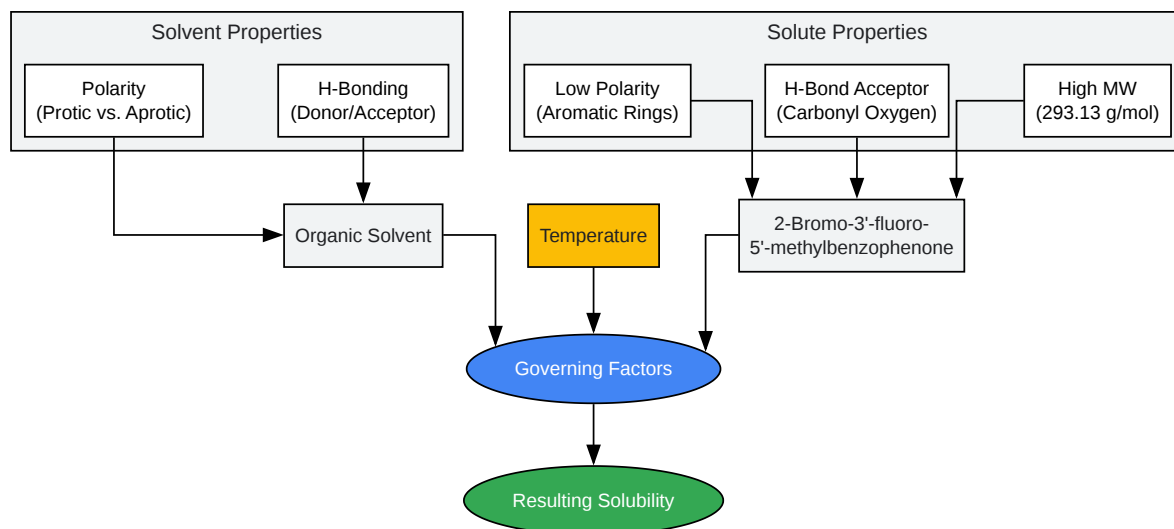 Solvent Properties
Solute Properties
Polarity
(Protic vs. Aprotic)
H-Bonding
(Donor/Acceptor)
Low Polarity
(Aromatic Rings)
H-Bond Acceptor
(Carbonyl Oxygen)
High MW
(293.13 g/mol)
Organic Solvent
Temperature
2-Bromo-3'-fluoro-
5'-methylbenzophenone
Governing Factors
Resulting Solubility